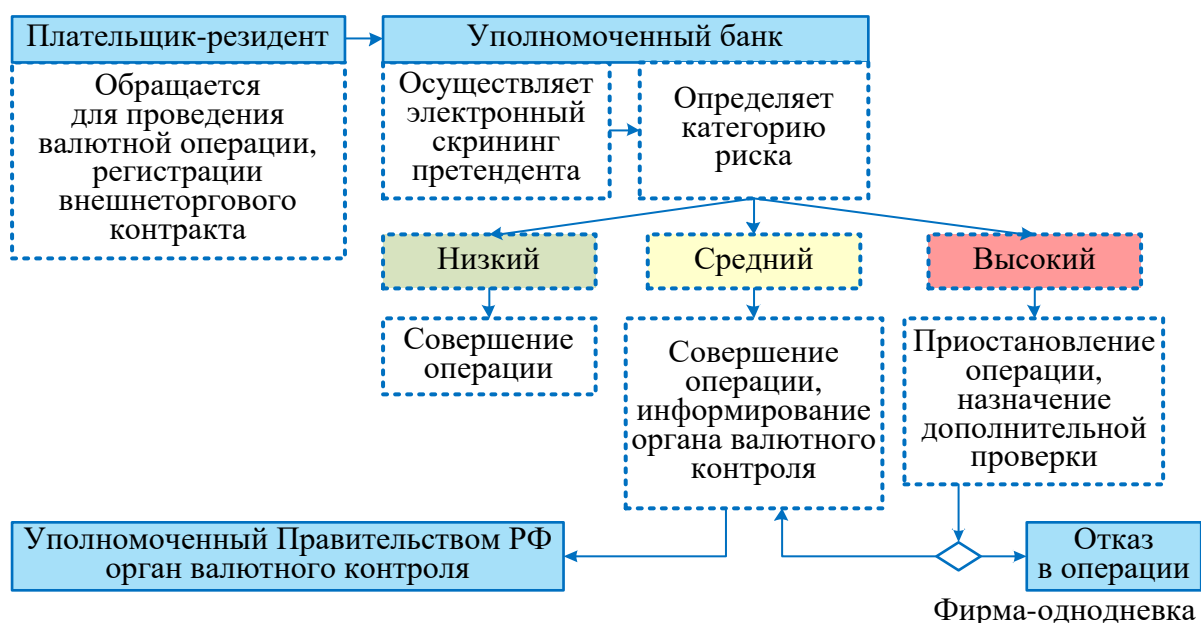 Плательщик-резидент
Уполномоченный банк
Обращается
для проведения
валютной операции,
регистрации
внешнеторгового
контракта
Осуществляет
электронный
скрининг
претендента
Определяет
категорию
риска
Низкий
Средний
Высокий
Совершение
операции
Совершение
операции,
информирование
органа валютного
контроля
Приостановление
операции,
назначение
дополнительной
проверки
Уполномоченный Правительством РФ
орган валютного контроля
Отказ
в операции
Фирма-однодневка